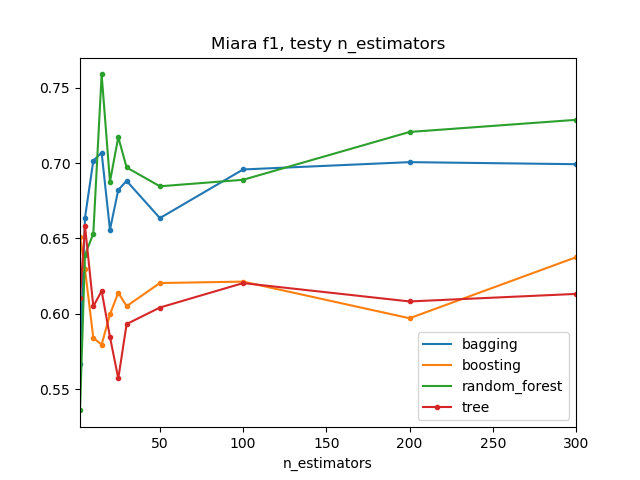 Miara f1, testy n_estimators
0.75
0.70
0.65
0.60
0.55
bagging
boosting
random_forest
tree
50 100 150 200 250 300
n_estimators